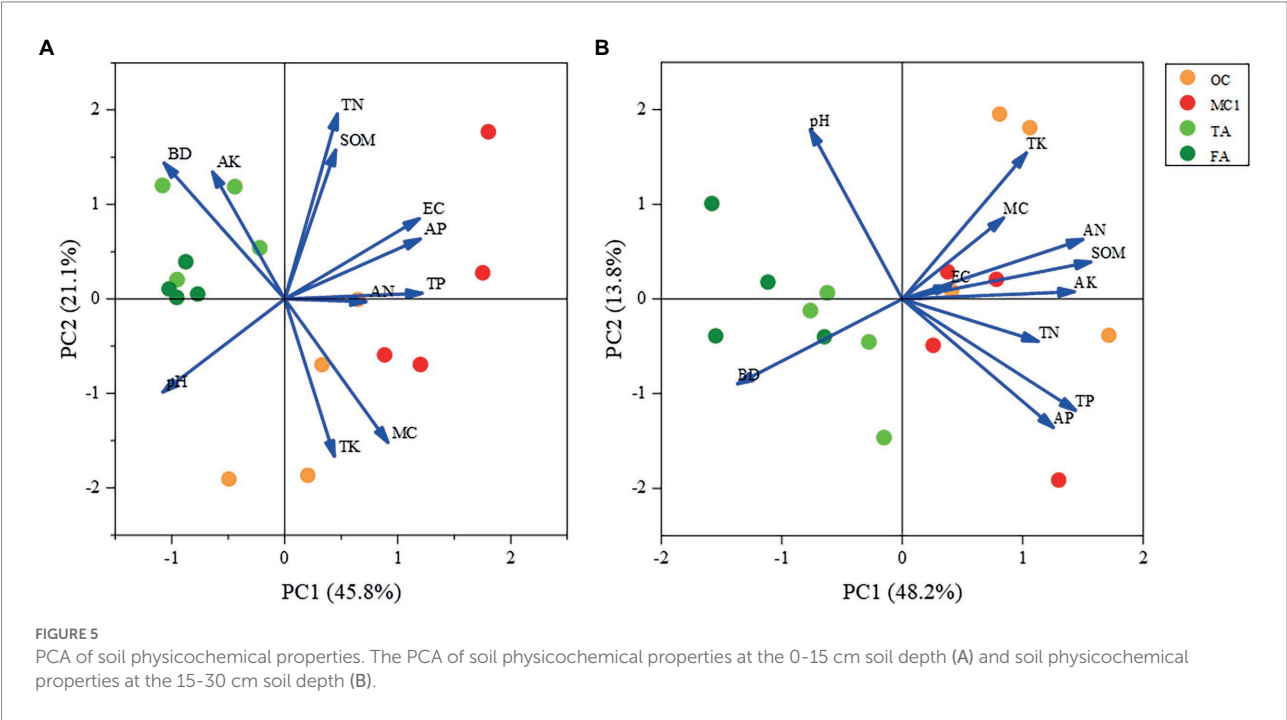 A
B
TN
SOM
BD
AK
EC
AP
TP
AN
pH
TK
MC
2
1
0
-1
-2
-1
0
1
2
PC2 (21.1%)
PC1 (45.8%)
pH
TK
MC
AN
SOM
EC
AK
TN
BD
TP
AP
2
1
0
-1
-2
-2
-1
0
1
2
PC2 (13.8%)
PC1 (48.2%)
OC
MC1
TA
FA
FIGURE 5
PCA of soil physicochemical properties. The PCA of soil physicochemical properties at the 0-15 cm soil depth (A) and soil physicochemical
properties at the 15-30 cm soil depth (B).